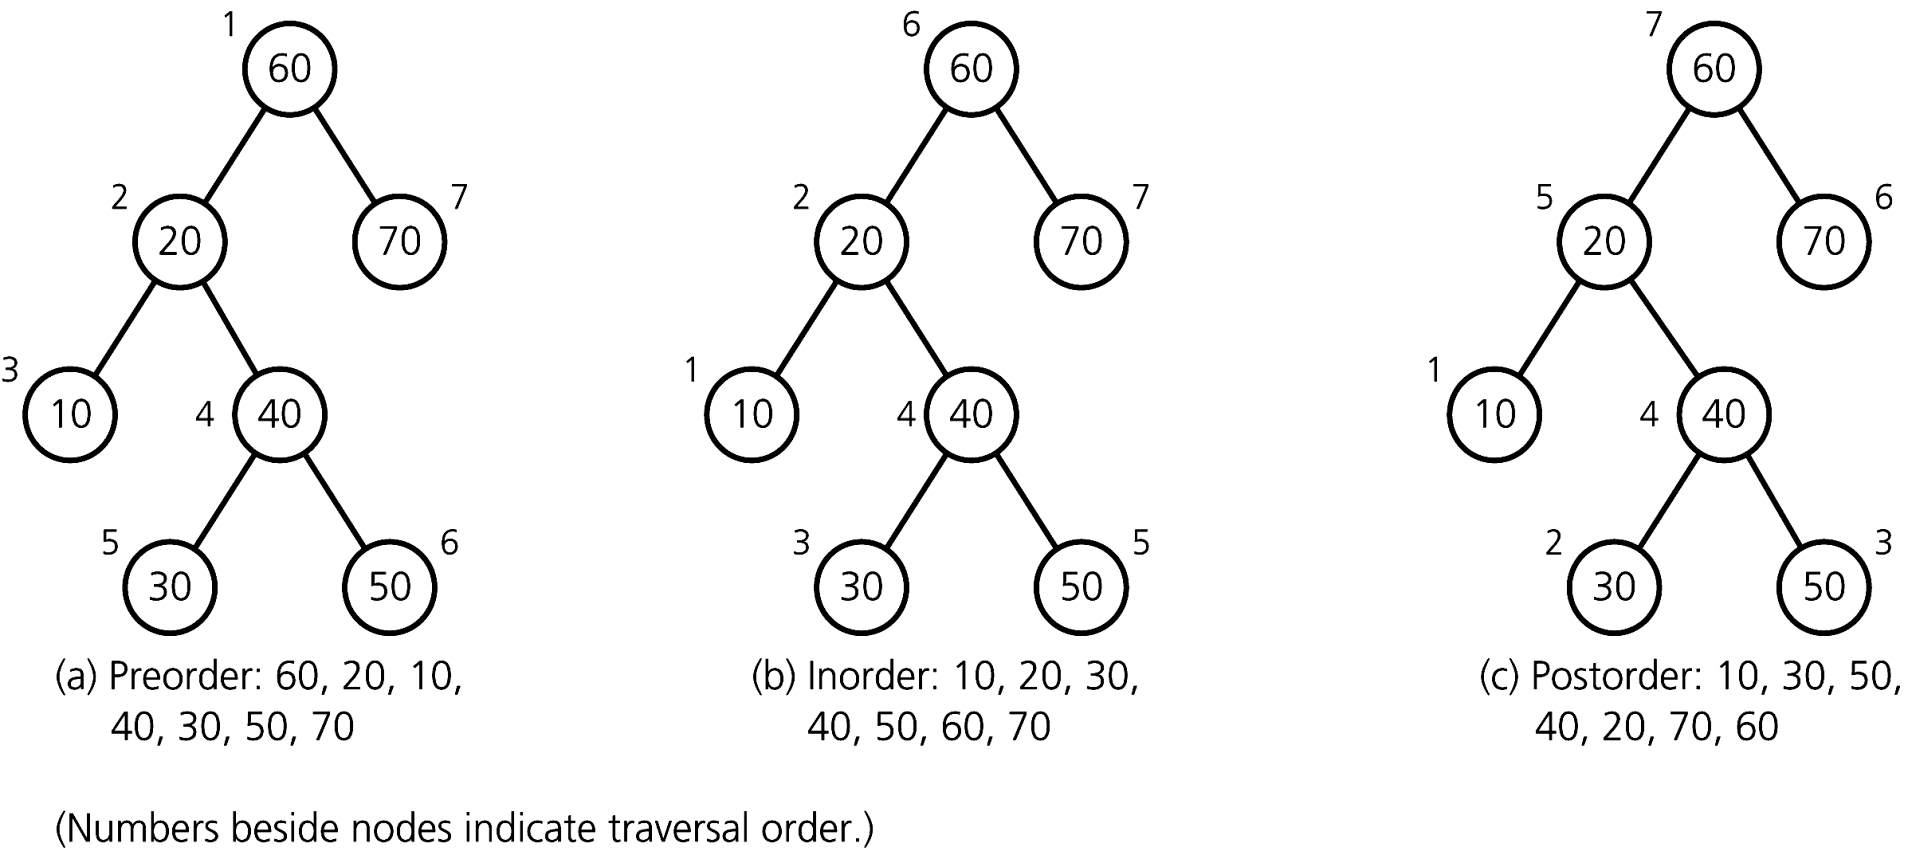 1 6 7
60 60 60
2 7 2 7 5 6
20 70 20 70 20 70
3 1 1
10 4 40 10 4 40 10 4 40
5 6 3 5 2 3
30 50 30 50 30 50
(a) Preorder: 60, 20, 10,
40, 30, 50, 70
(b) Inorder: 10, 20, 30,
40, 50, 60, 70
(c) Postorder: 10, 30, 50,
40, 20, 70, 60
(Numbers beside nodes indicate traversal order.)